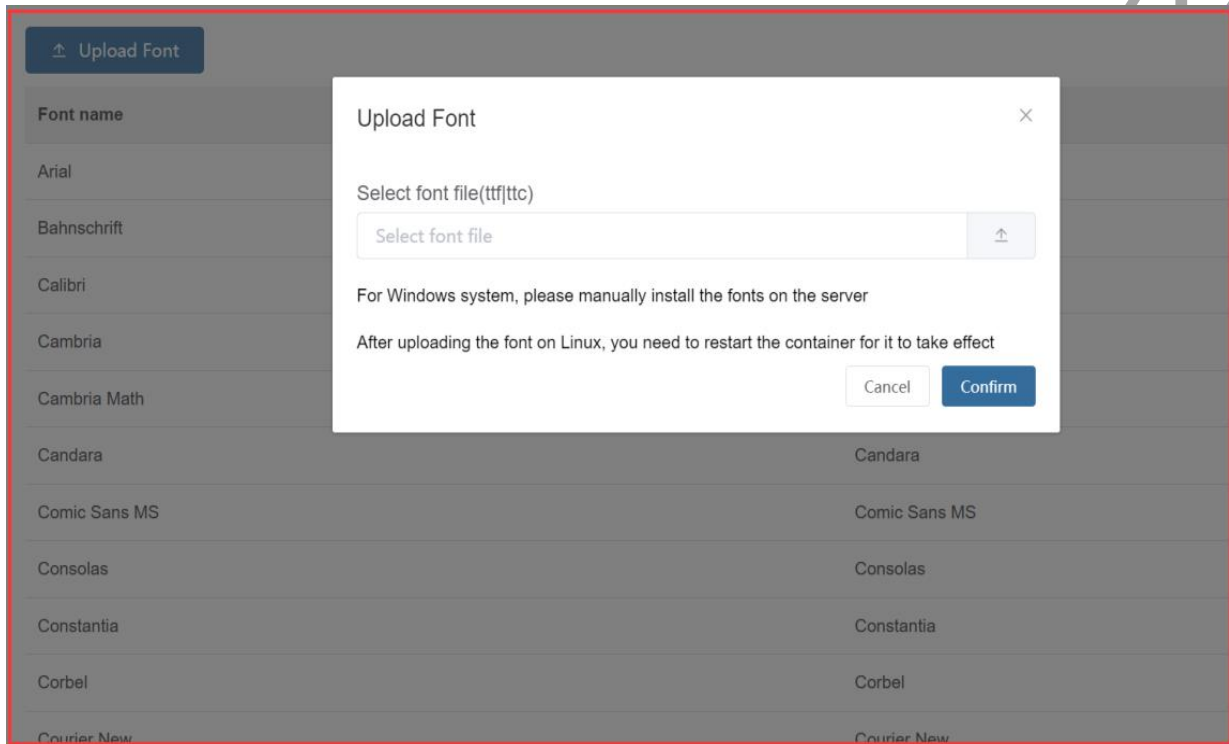 Upload Font
Font name
Upload Font
Arial
Select font file(ttf|ttc)
Bahnschrift
Select font file
Calibri
For Windows system, please manually install the fonts on the server
Cambria
After uploading the font on Linux, you need to restart the container for it to take effect
Cambria Math
Cancel Confirm
Candara Candara
Comic Sans MS Comic Sans MS
Consolas Consolas
Constantia Constantia
Corbel Corbel
Courier New Courier New